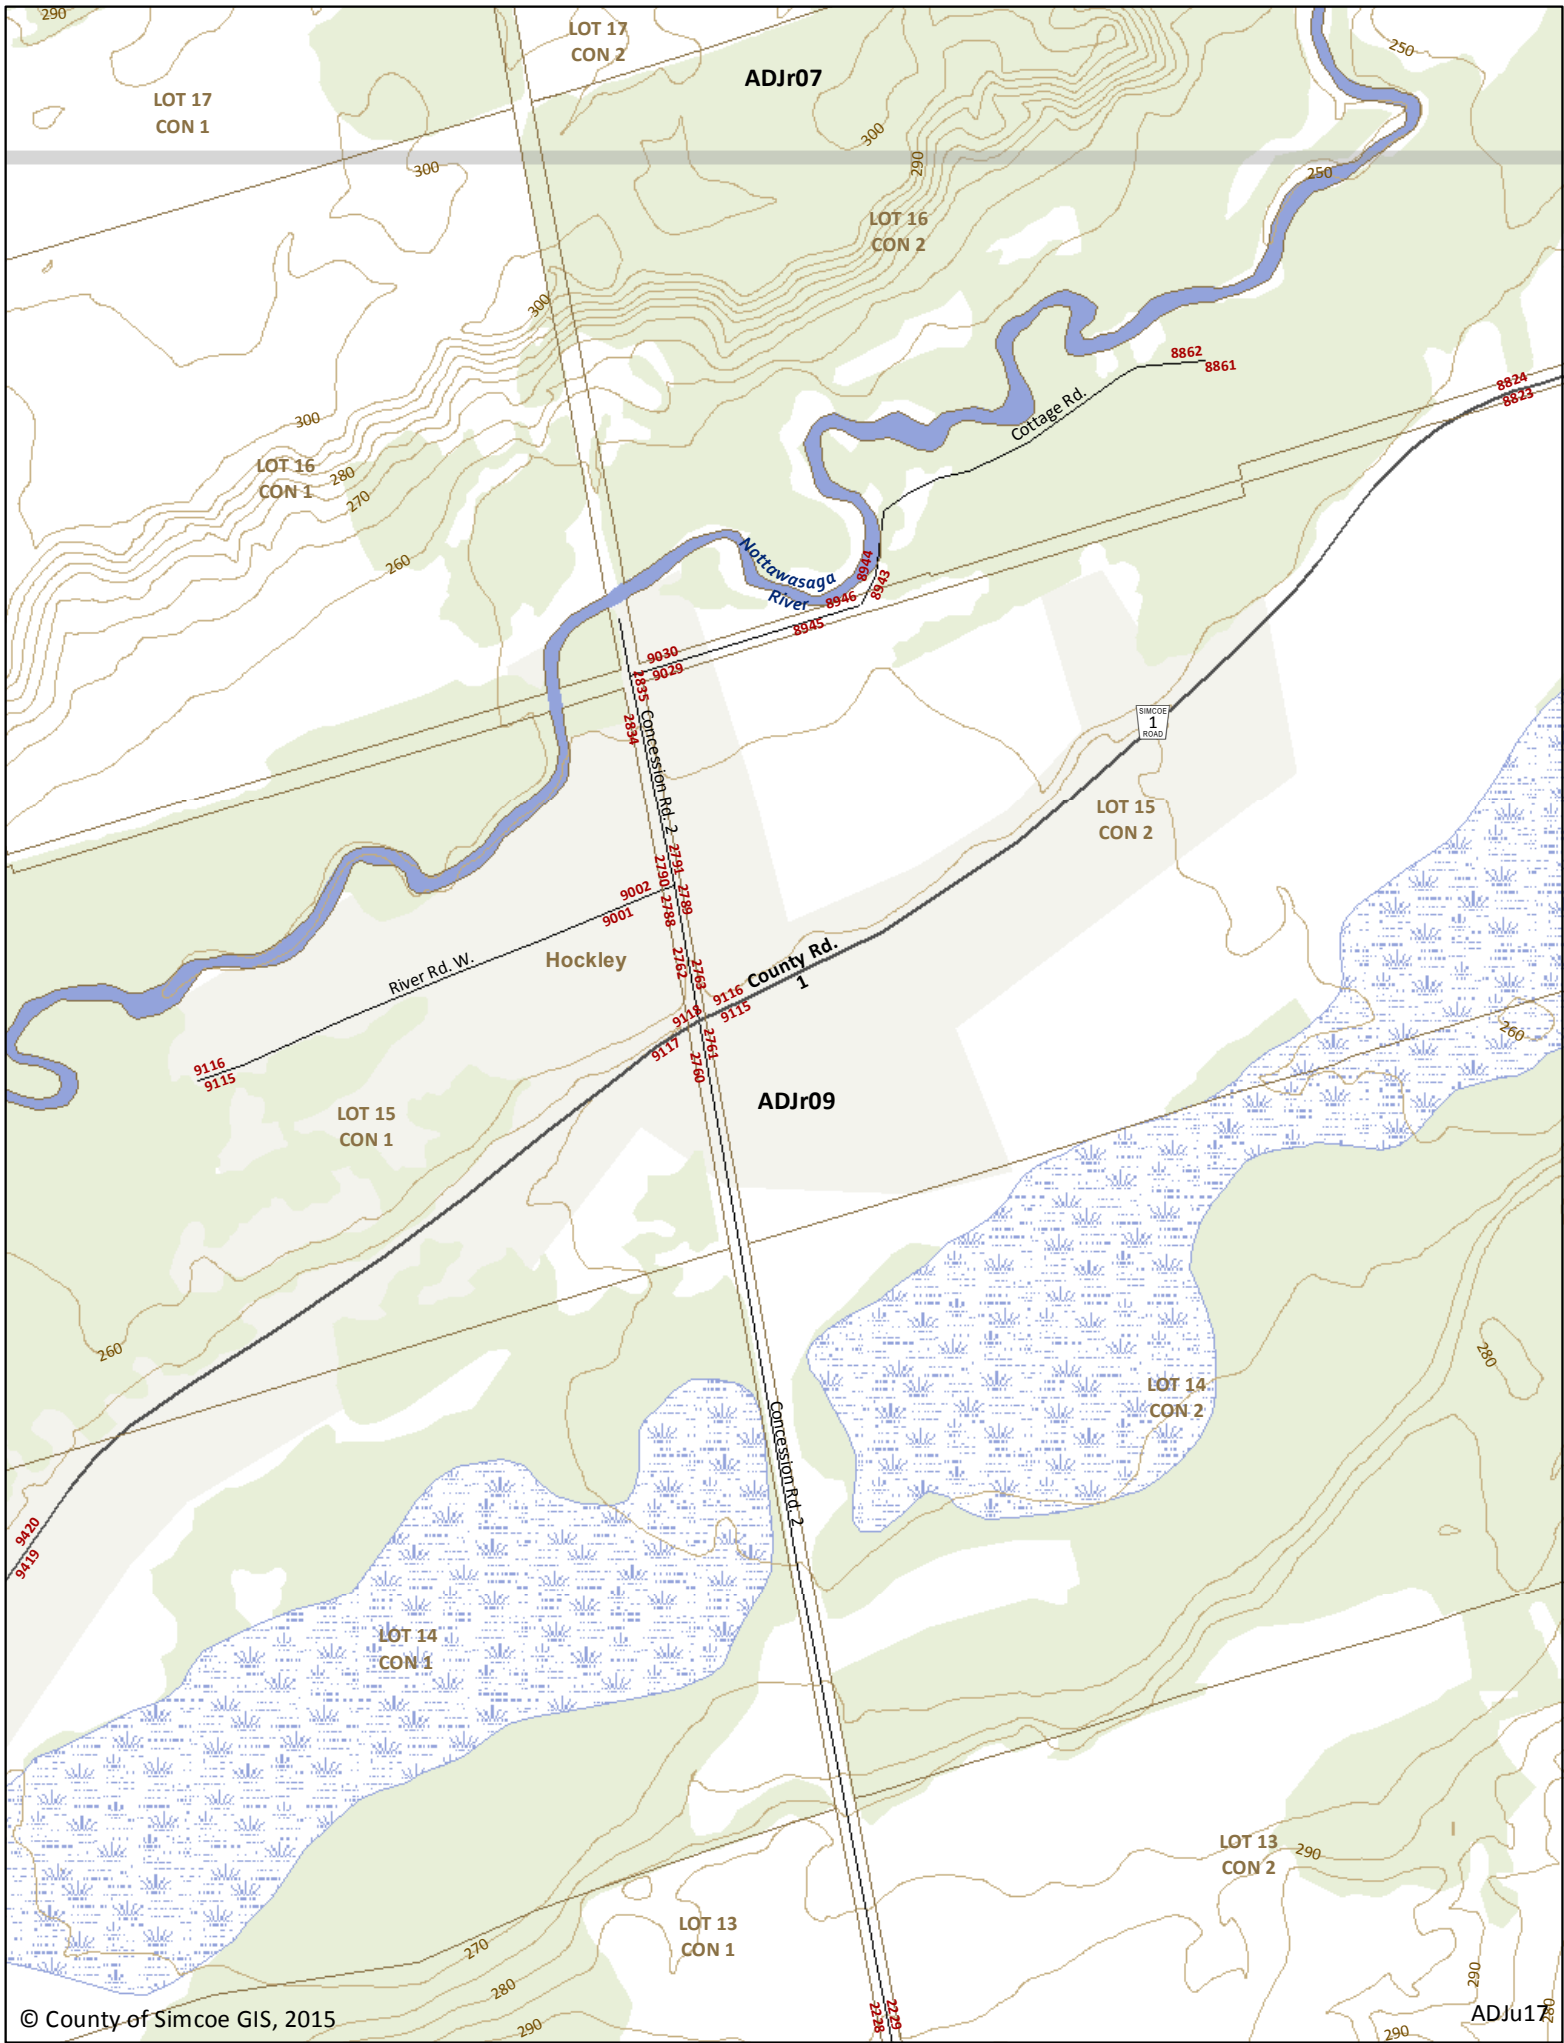 290
LOT 17
CON 2
ADJr07
250
LOT 17
CON 1
300
300
290
250
LOT 16
CON 2
300
8862
8861
8824
8823
Cottage Rd.
300
LOT 16
CON 1
280
270
260
Nottawasaga
River
8944
8943
8946
8945
9030
9029
2835
2834
Concession Rd. 2
SIMCOE
1
ROAD
LOT 15
CON 2
2791
2790
9002
9001
2789
2788
River Rd. W.
Hockley
2762
2763
County Rd.
1
9116
9115
9118
9117
2761
2760
260
9116
9115
ADJr09
LOT 15
CON 1
260
280
LOT 14
CON 2
Concession Rd. 2
9420
9419
LOT 14
CON 1
LOT 13
CON 2
290
LOT 13
CON 1
270
280
290
290
280
290
2228
2229
© County of Simcoe GIS, 2015
ADJu17